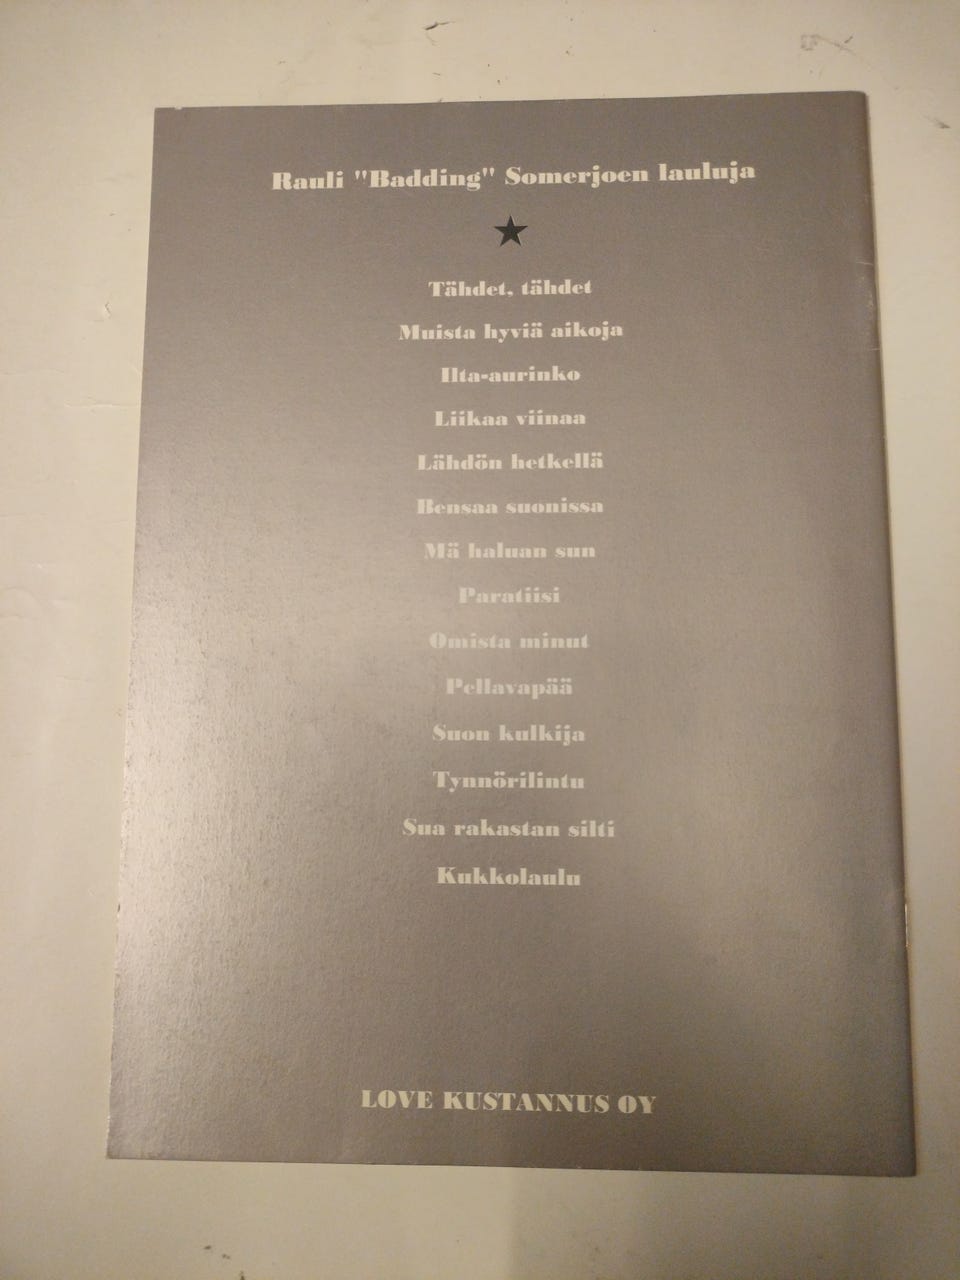 Rauli "Badding" Somerjoen lauluja
Tähdet, tähdet
Muista hyviä aikoja
Ilta-aurinko
Liikaa viinaa
Lähdön hetkellä
Bensaa suonissa
Mä haluan sun
Paratiisi
Omista minut
Pellavapää
Suon kulkija
Tynnörilintu
Sua rakastan silti
Kukkolaulu
LOVE KUSTANNUS OY